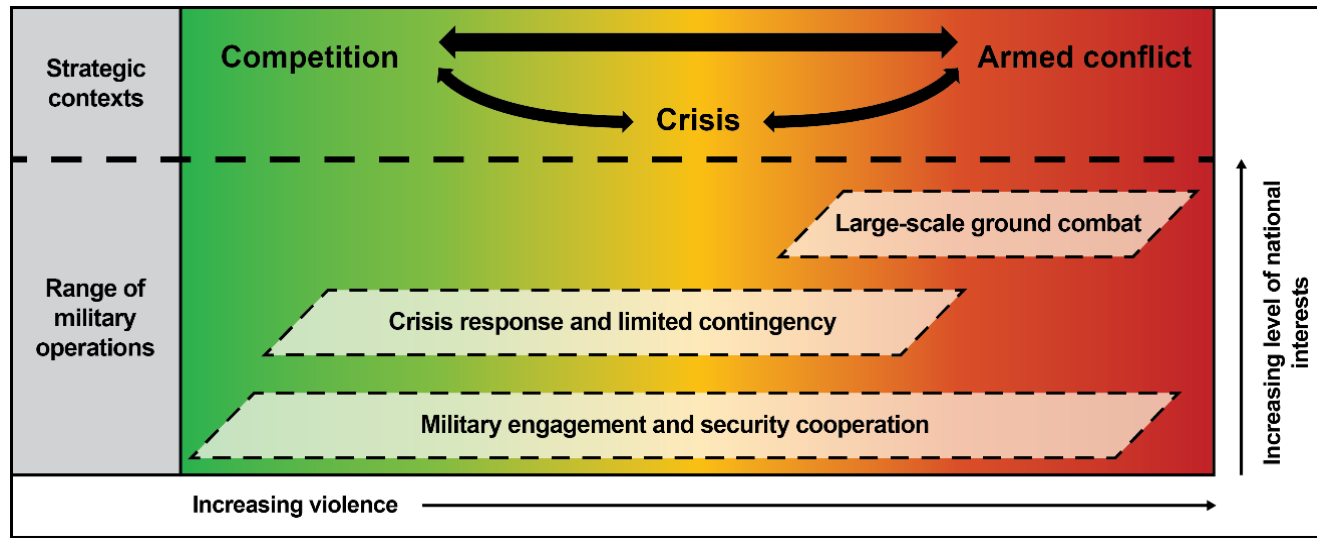 Strategic
contexts
Competition
Armed conflict
Crisis
Range of
military
operations
Large-scale ground combat
Crisis response and limited contingency
Military engagement and security cooperation
Increasing level of national
interests
Increasing violence